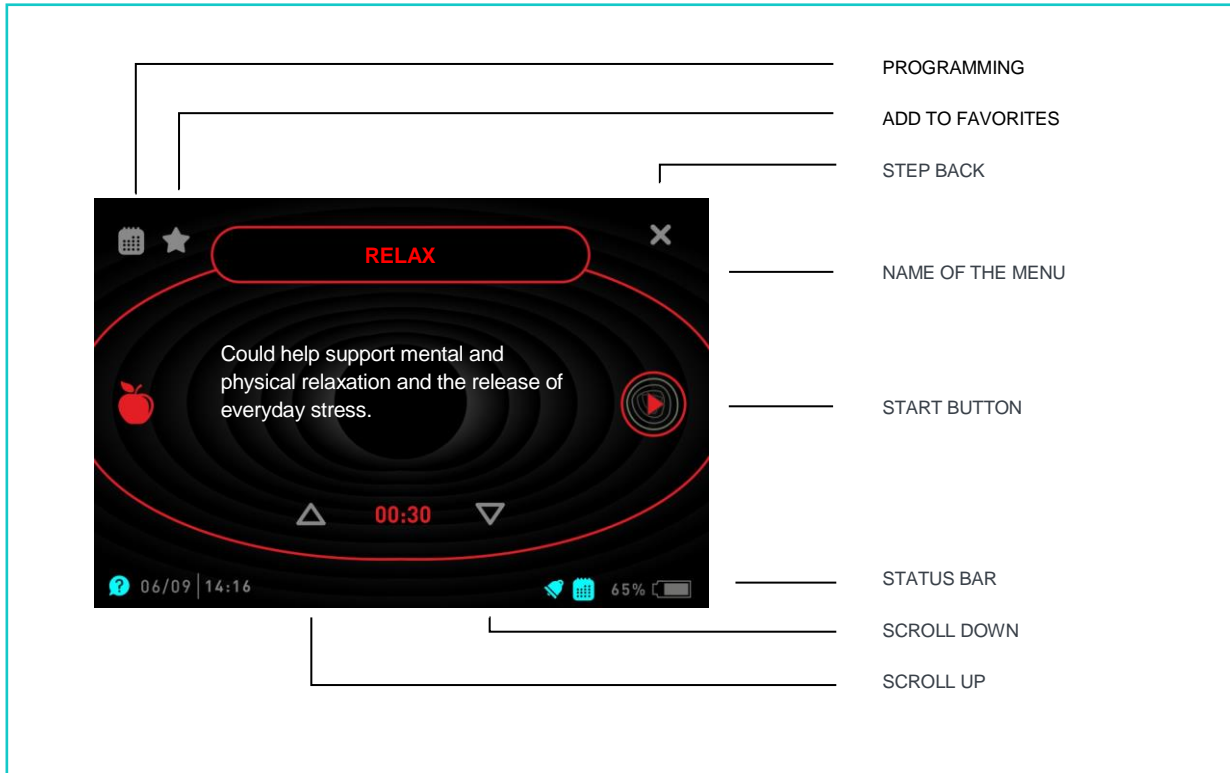 PROGRAMMING
ADD TO FAVORITES
STEP BACK
RELAX
NAME OF THE MENU
Could help support mental and
physical relaxation and the release of
everyday stress.
START BUTTON
00:30
? 06/09 14:16
65%
STATUS BAR
SCROLL DOWN
SCROLL UP